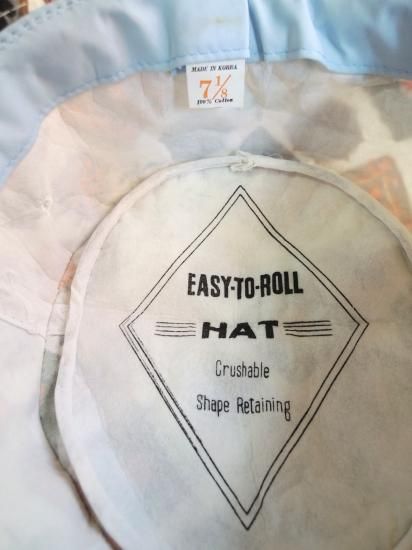 MADE IN KOREA
7 1/8
100% Cotton
EASY-TO-ROLL
HAT
Crushable
Shape Retaining